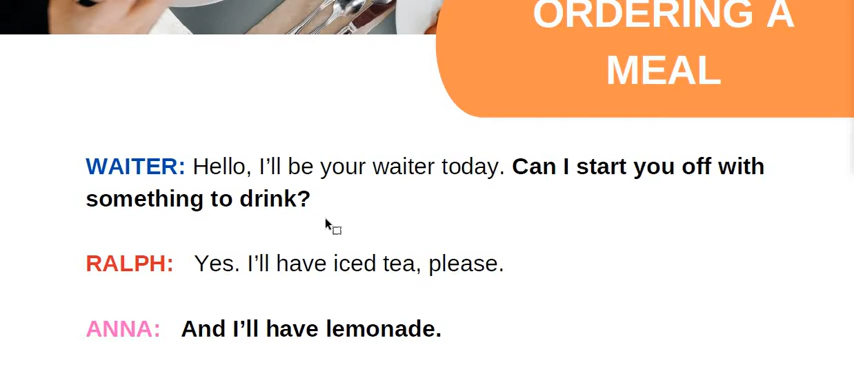 ORDERING A
MEAL
WAITER: Hello, I’ll be your waiter today. Can I start you off with
something to drink?
RALPH: Yes. I’ll have iced tea, please.
ANNA: And I’ll have lemonade.